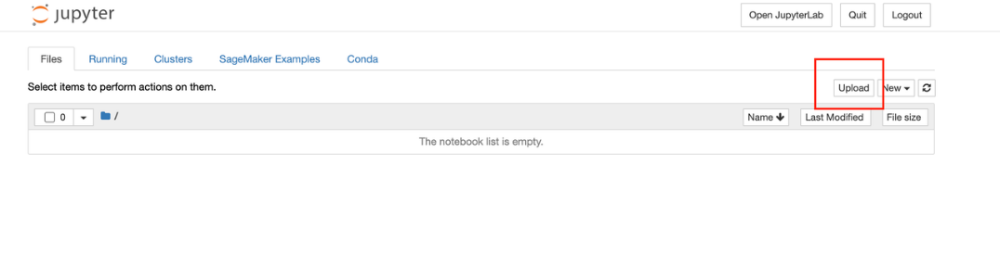 jupyter Open JupyterLab Quit Logout
Files Running Clusters SageMaker Examples Conda
Select items to perform actions on them. Upload New
0 / Name Last Modified File size
The notebook list is empty.